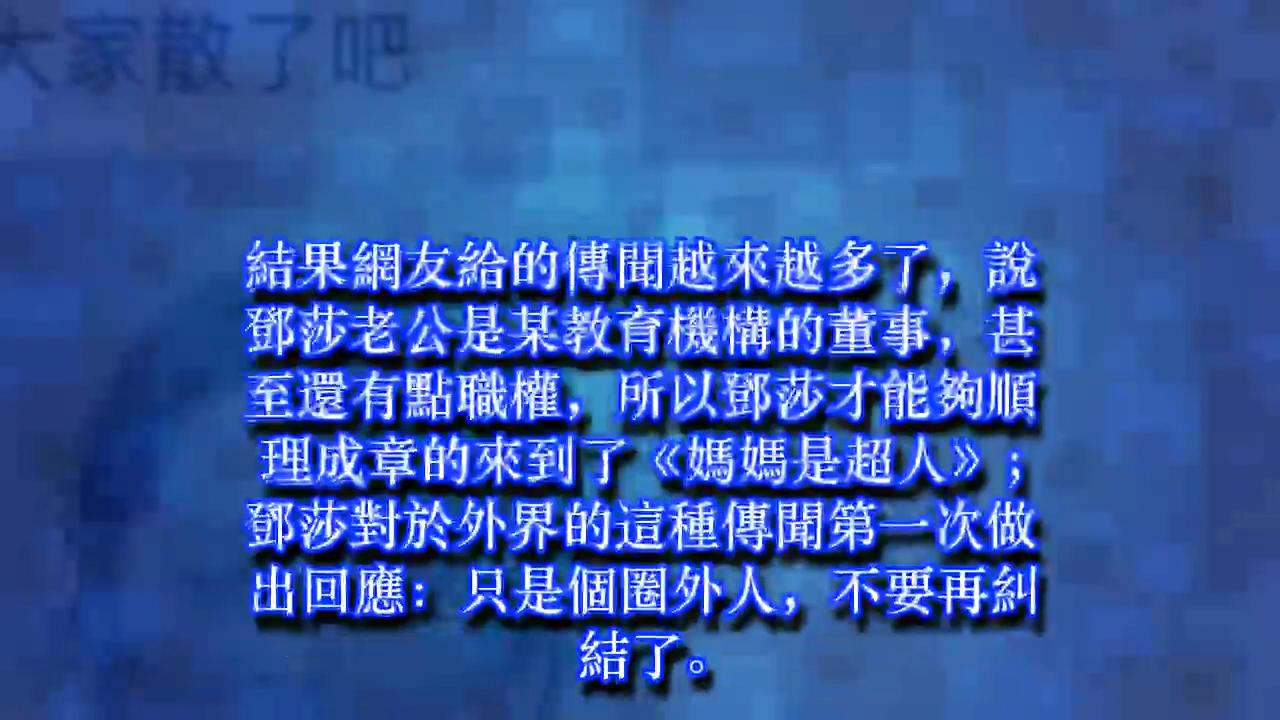 大家散了吧
結果網友給的傳聞越來越多了，說
鄧莎老公是某教育機構的董事，甚
至還有點職權，所以鄧莎才能夠順
理成章的來到了《媽媽是超人》；
鄧莎對於外界的這種傳聞第一次做
出回應：只是個圈外人，不要再糾
結了。